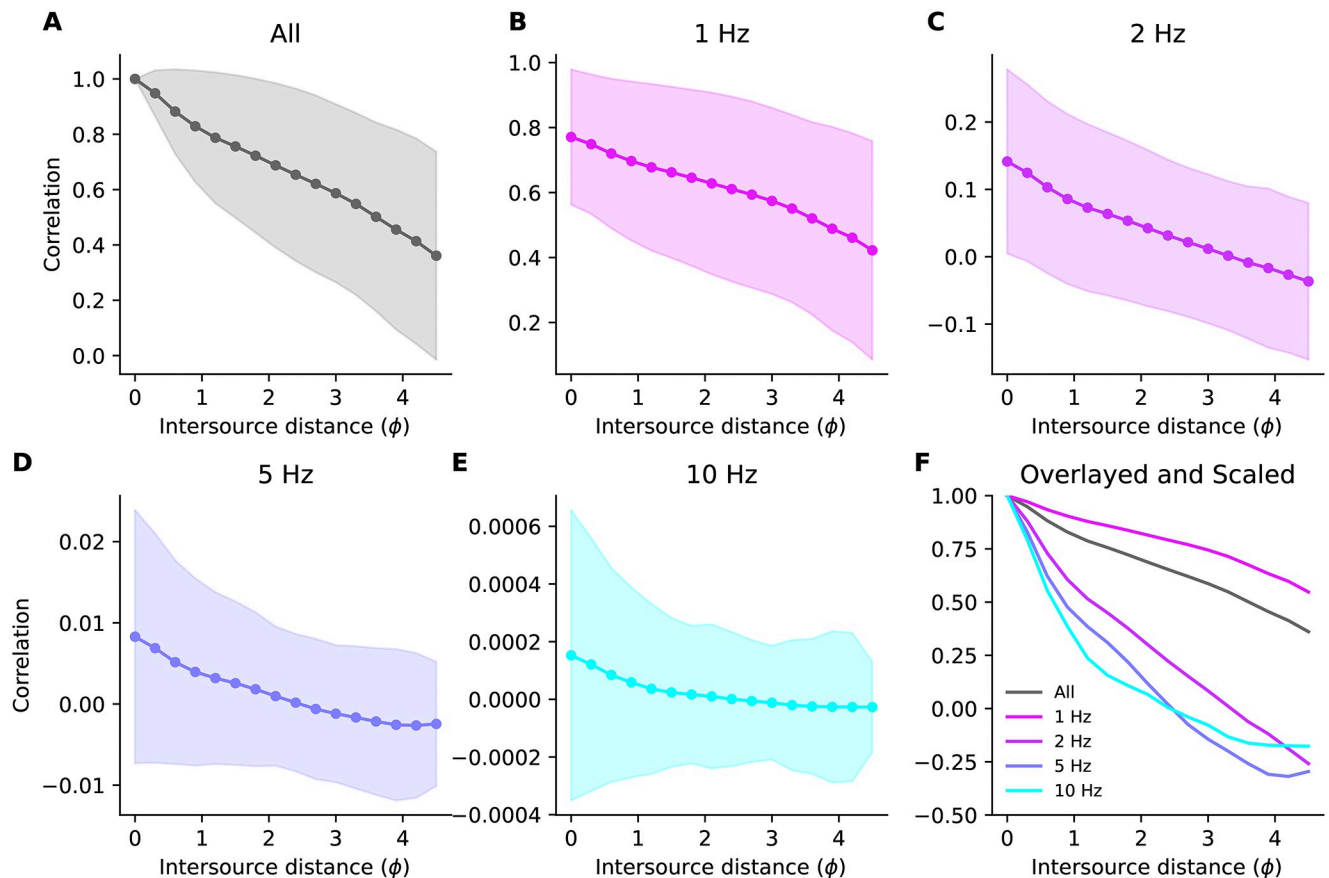 A
All
1.0
0.8
0.6
0.4
0.2
0.0
Correlation
0 1 2 3 4
Intersource distance (ϕ)
B
1 Hz
1.0
0.8
0.6
0.4
0.2
0 1 2 3 4
Intersource distance (ϕ)
C
2 Hz
0.2
0.1
0.0
−0.1
0 1 2 3 4
Intersource distance (ϕ)
D
5 Hz
0.02
0.01
0.00
−0.01
Correlation
0 1 2 3 4
Intersource distance (ϕ)
E
10 Hz
0.0006
0.0004
0.0002
0.0000
−0.0002
−0.0004
0 1 2 3 4
Intersource distance (ϕ)
F
Overlayed and Scaled
1.00
0.75
0.50
0.25
0.00
−0.25
−0.50
All
1 Hz
2 Hz
5 Hz
10 Hz
0 1 2 3 4
Intersource distance (ϕ)